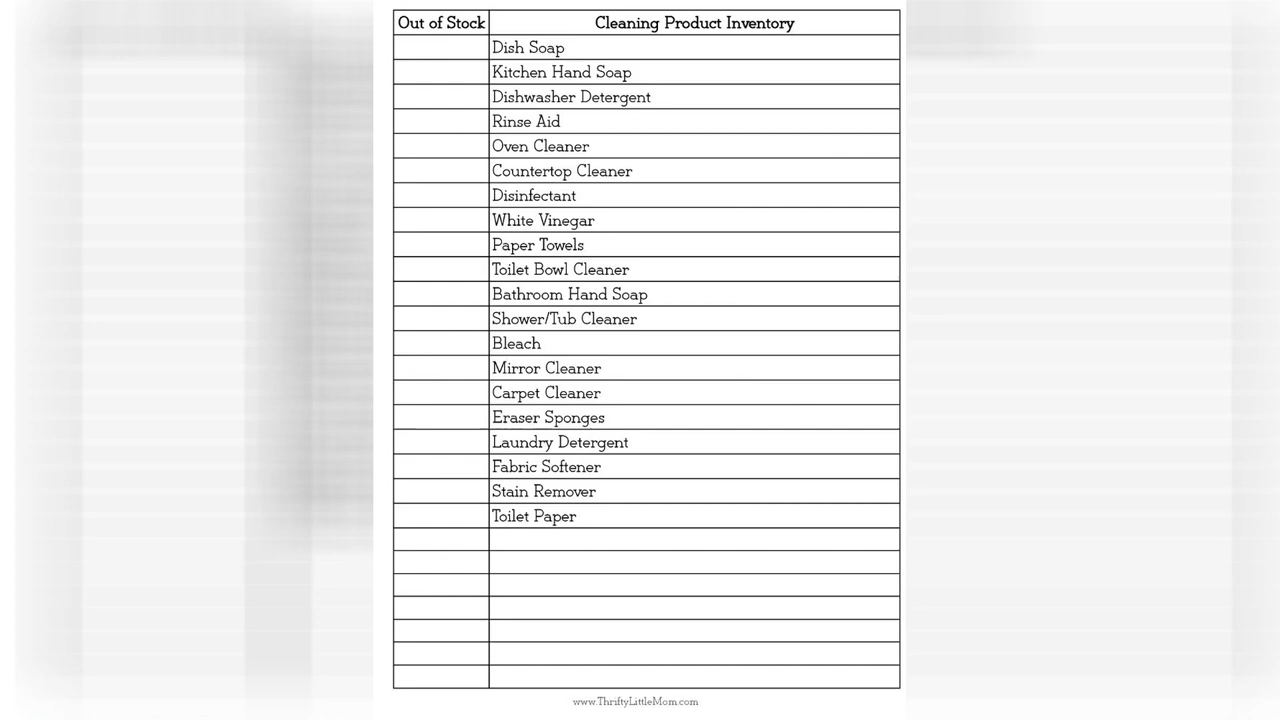 Out of Stock Cleaning Product Inventory
Dish Soap
Kitchen Hand Soap
Dishwasher Detergent
Rinse Aid
Oven Cleaner
Countertop Cleaner
Disinfectant
White Vinegar
Paper Towels
Toilet Bowl Cleaner
Bathroom Hand Soap
Shower/Tub Cleaner
Bleach
Mirror Cleaner
Carpet Cleaner
Eraser Sponges
Laundry Detergent
Fabric Softener
Stain Remover
Toilet Paper
www.ThriftyLittleMom.com